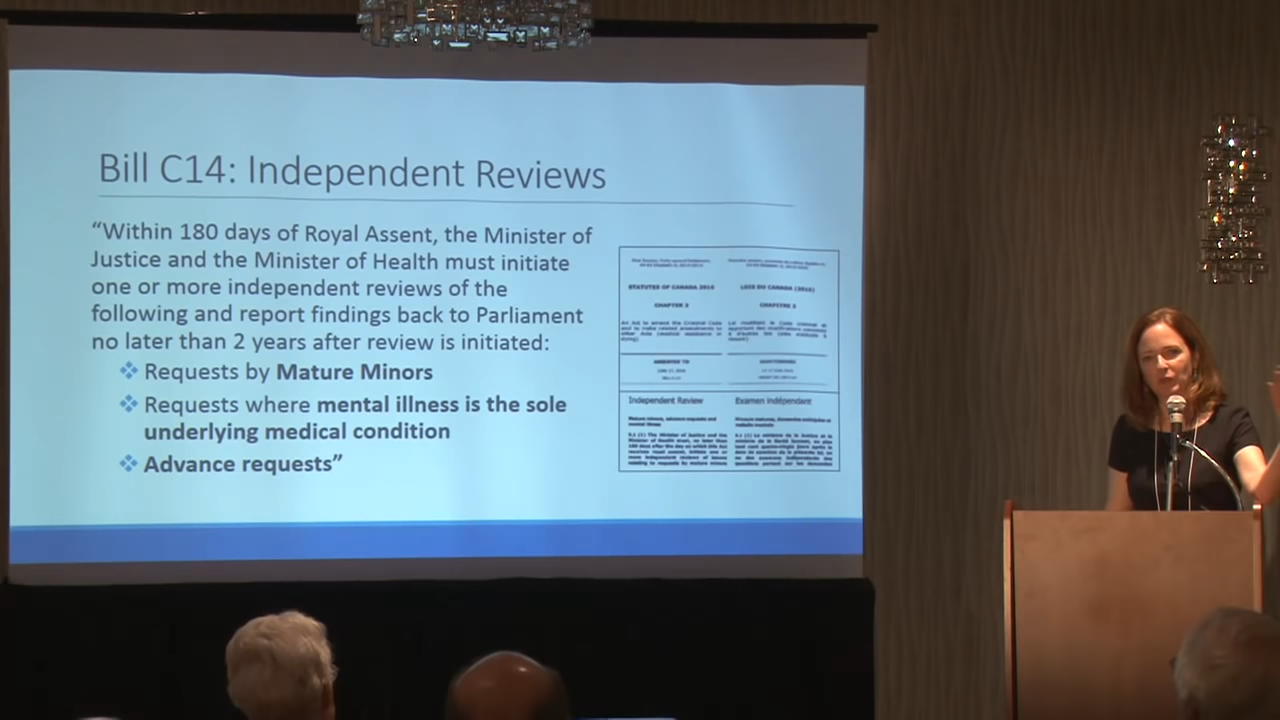 Bill C14: Independent Reviews
“Within 180 days of Royal Assent, the Minister of
Justice and the Minister of Health must initiate
one or more independent reviews of the
following and report findings back to Parliament
no later than 2 years after review is initiated:
Requests by Mature Minors
Requests where mental illness is the sole
underlying medical condition
Advance requests”
STATUTES OF CANADA 2016
CHAPTER 3
LOIS DU CANADA (2016)
CHAPITRE 3
ASSENTED TO
Independent Review
Examen indépendant